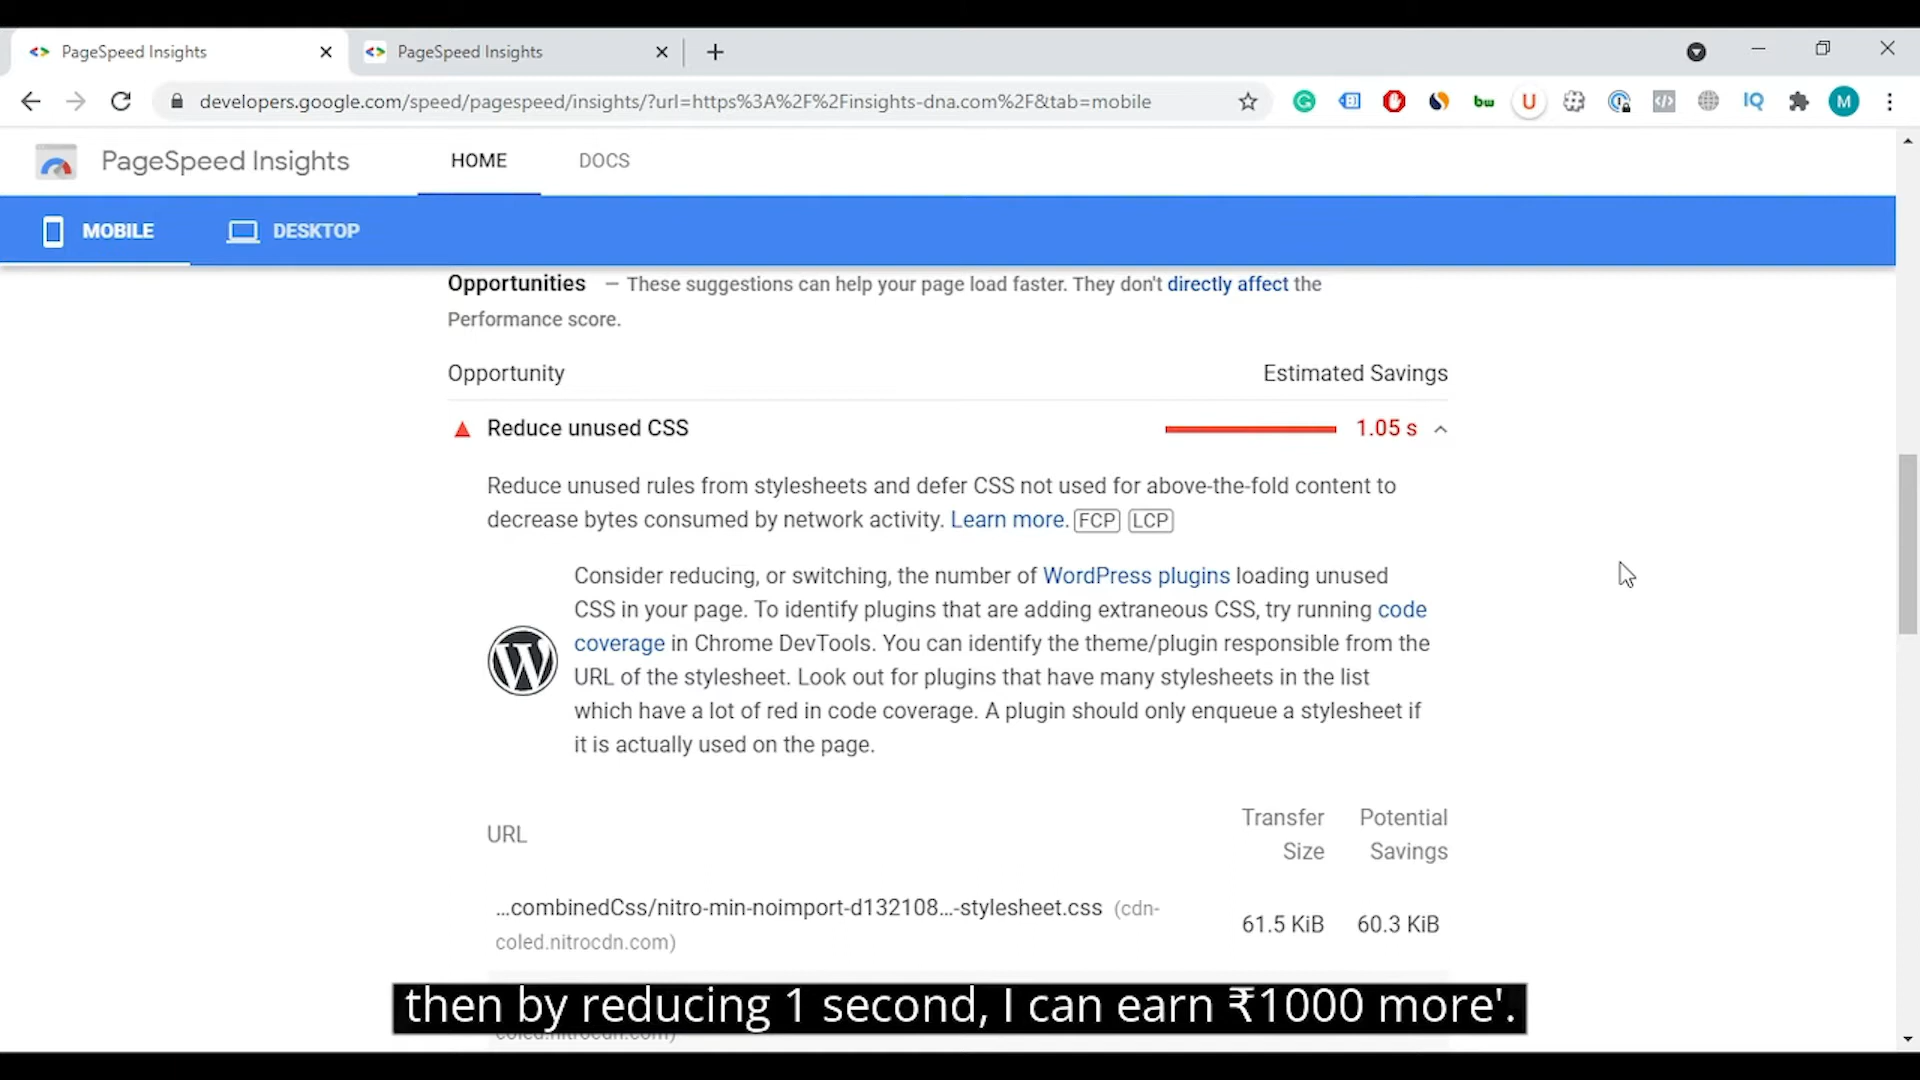 PageSpeed Insights
PageSpeed Insights
developers.google.com/speed/pagespeed/insights/?url=https%3A%2F%2Finsights-dna.com%2F&tab=mobile
bw
U
IQ
M
PageSpeed Insights
HOME
DOCS
MOBILE
DESKTOP
Opportunities — These suggestions can help your page load faster. They don't directly affect the
Performance score.
Opportunity
Estimated Savings
Reduce unused CSS
1.05 s
Reduce unused rules from stylesheets and defer CSS not used for above-the-fold content to
decrease bytes consumed by network activity. Learn more. FCP LCP
Consider reducing, or switching, the number of WordPress plugins loading unused
CSS in your page. To identify plugins that are adding extraneous CSS, try running code
coverage in Chrome DevTools. You can identify the theme/plugin responsible from the
URL of the stylesheet. Look out for plugins that have many stylesheets in the list
which have a lot of red in code coverage. A plugin should only enqueue a stylesheet if
it is actually used on the page.
URL
Transfer
Size
Potential
Savings
…combinedCss/nitro-min-noimport-d132108…-stylesheet.css (cdn-
coled.nitrocdn.com)
61.5 KiB
60.3 KiB
then by reducing 1 second, I can earn ₹1000 more'.
coled.nitrocdn.com)